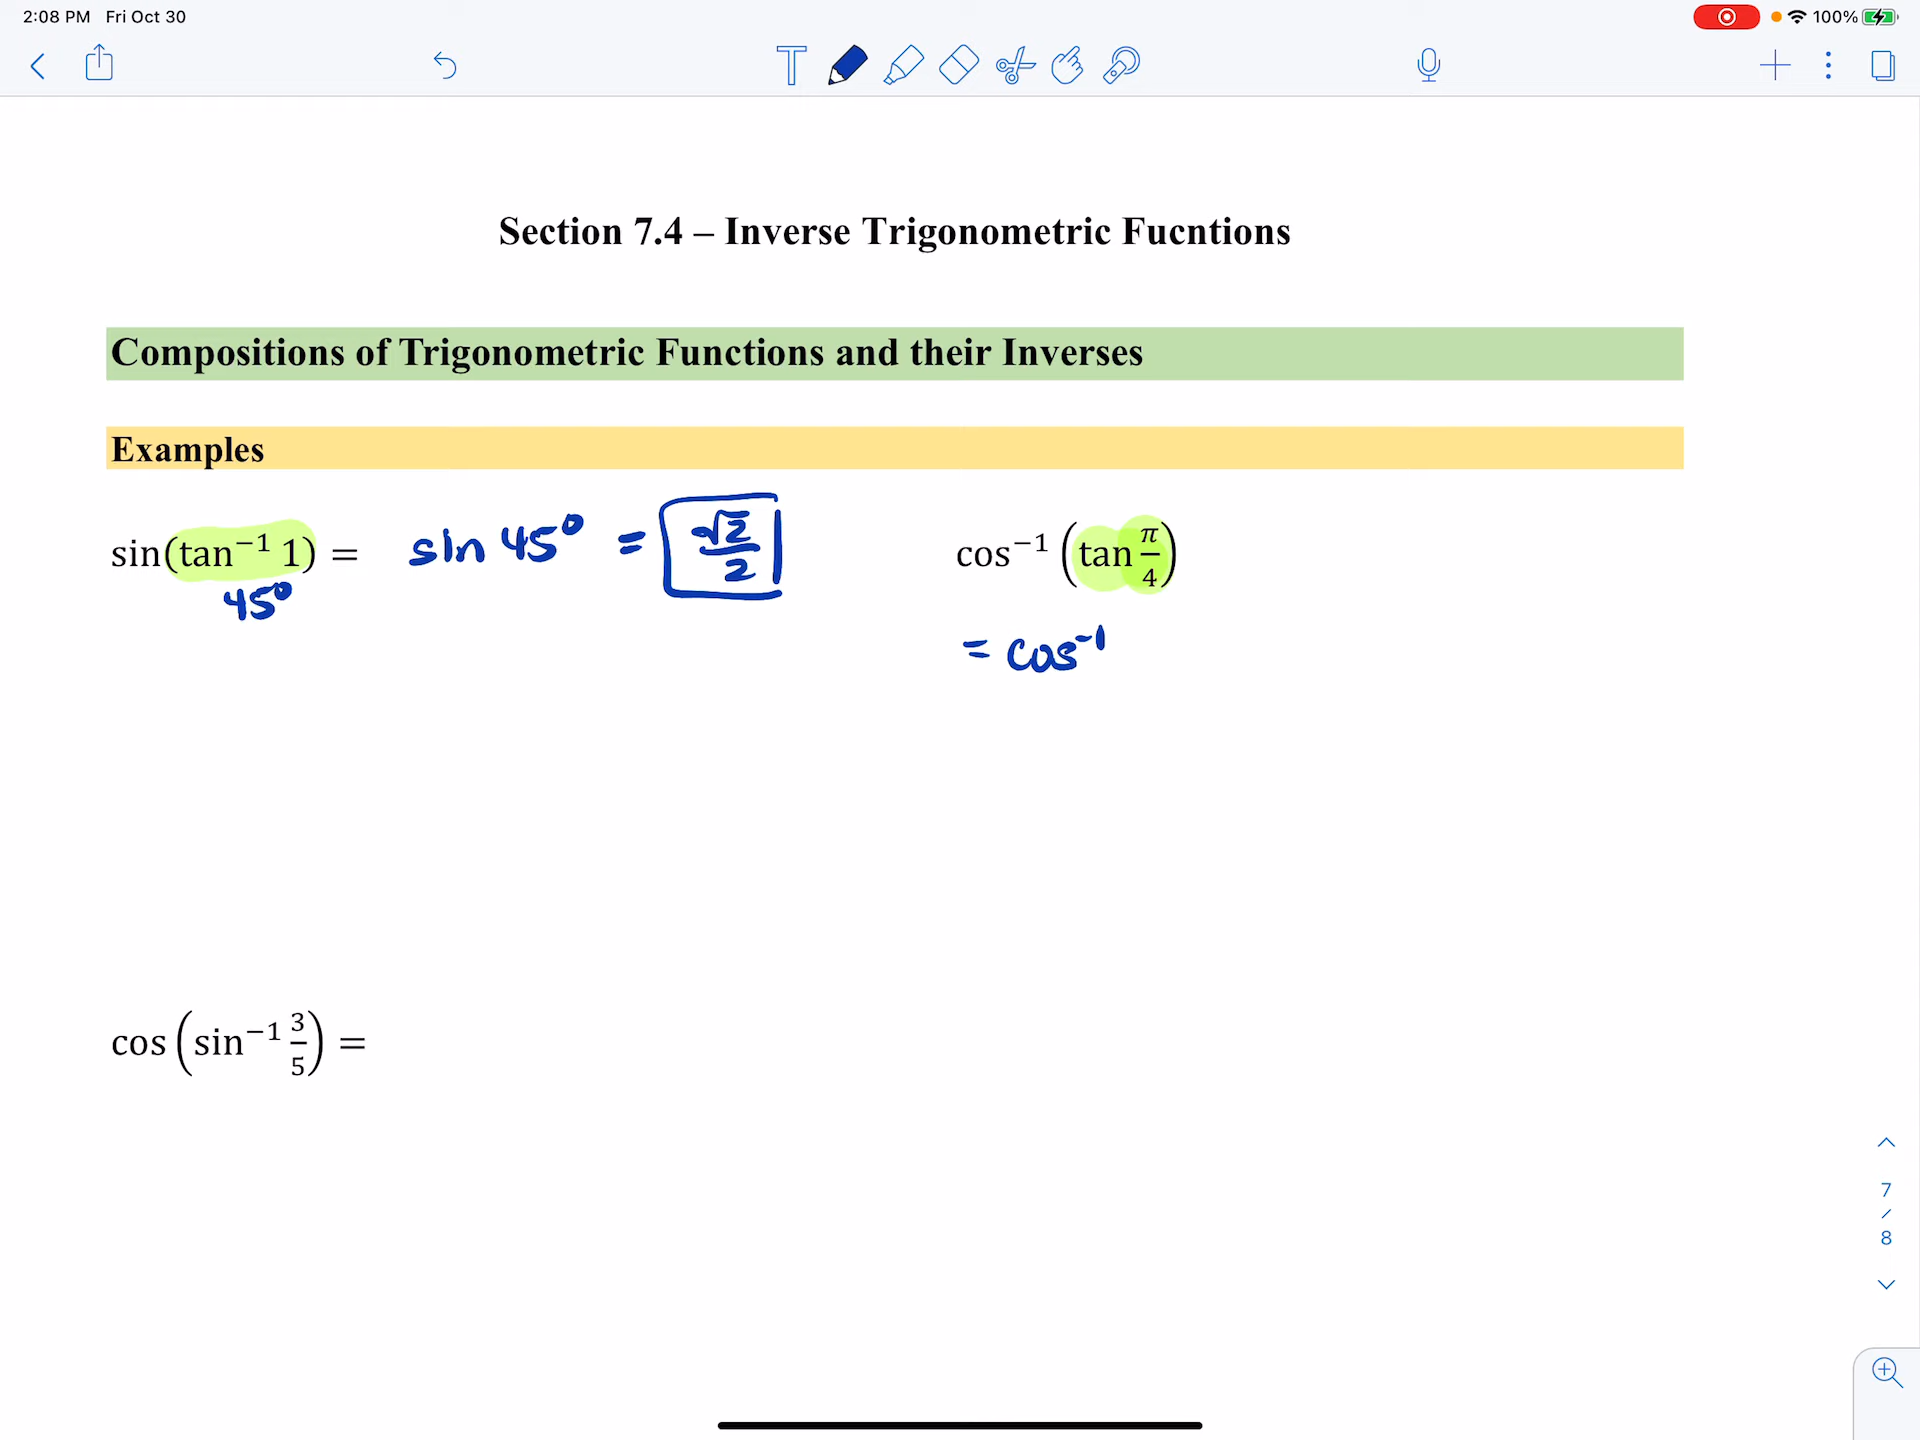 2:08 PM Fri Oct 30
100%
Section 7.4 – Inverse Trigonometric Fucntions
Compositions of Trigonometric Functions and their Inverses
Examples
sin(tan⁻¹ 1) = sin 45° = √2/2
45°
cos⁻¹ (tan π/4)
= cos⁻¹
cos (sin⁻¹ 3/5) =
7
/
8